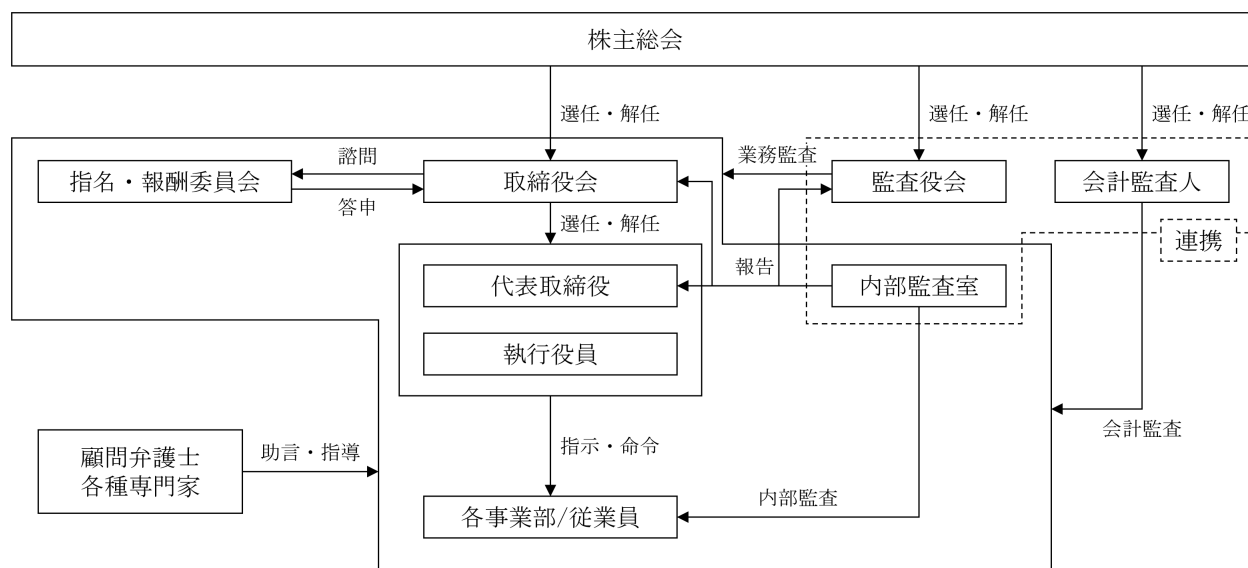 株主総会
選任・解任
選任・解任
選任・解任
諮問
業務監査
指名・報酬委員会
取締役会
監査役会
会計監査人
答申
選任・解任
連携
報告
代表取締役
内部監査室
執行役員
会計監査
指示・命令
助言・指導
顧問弁護士
各種専門家
内部監査
各事業部/従業員